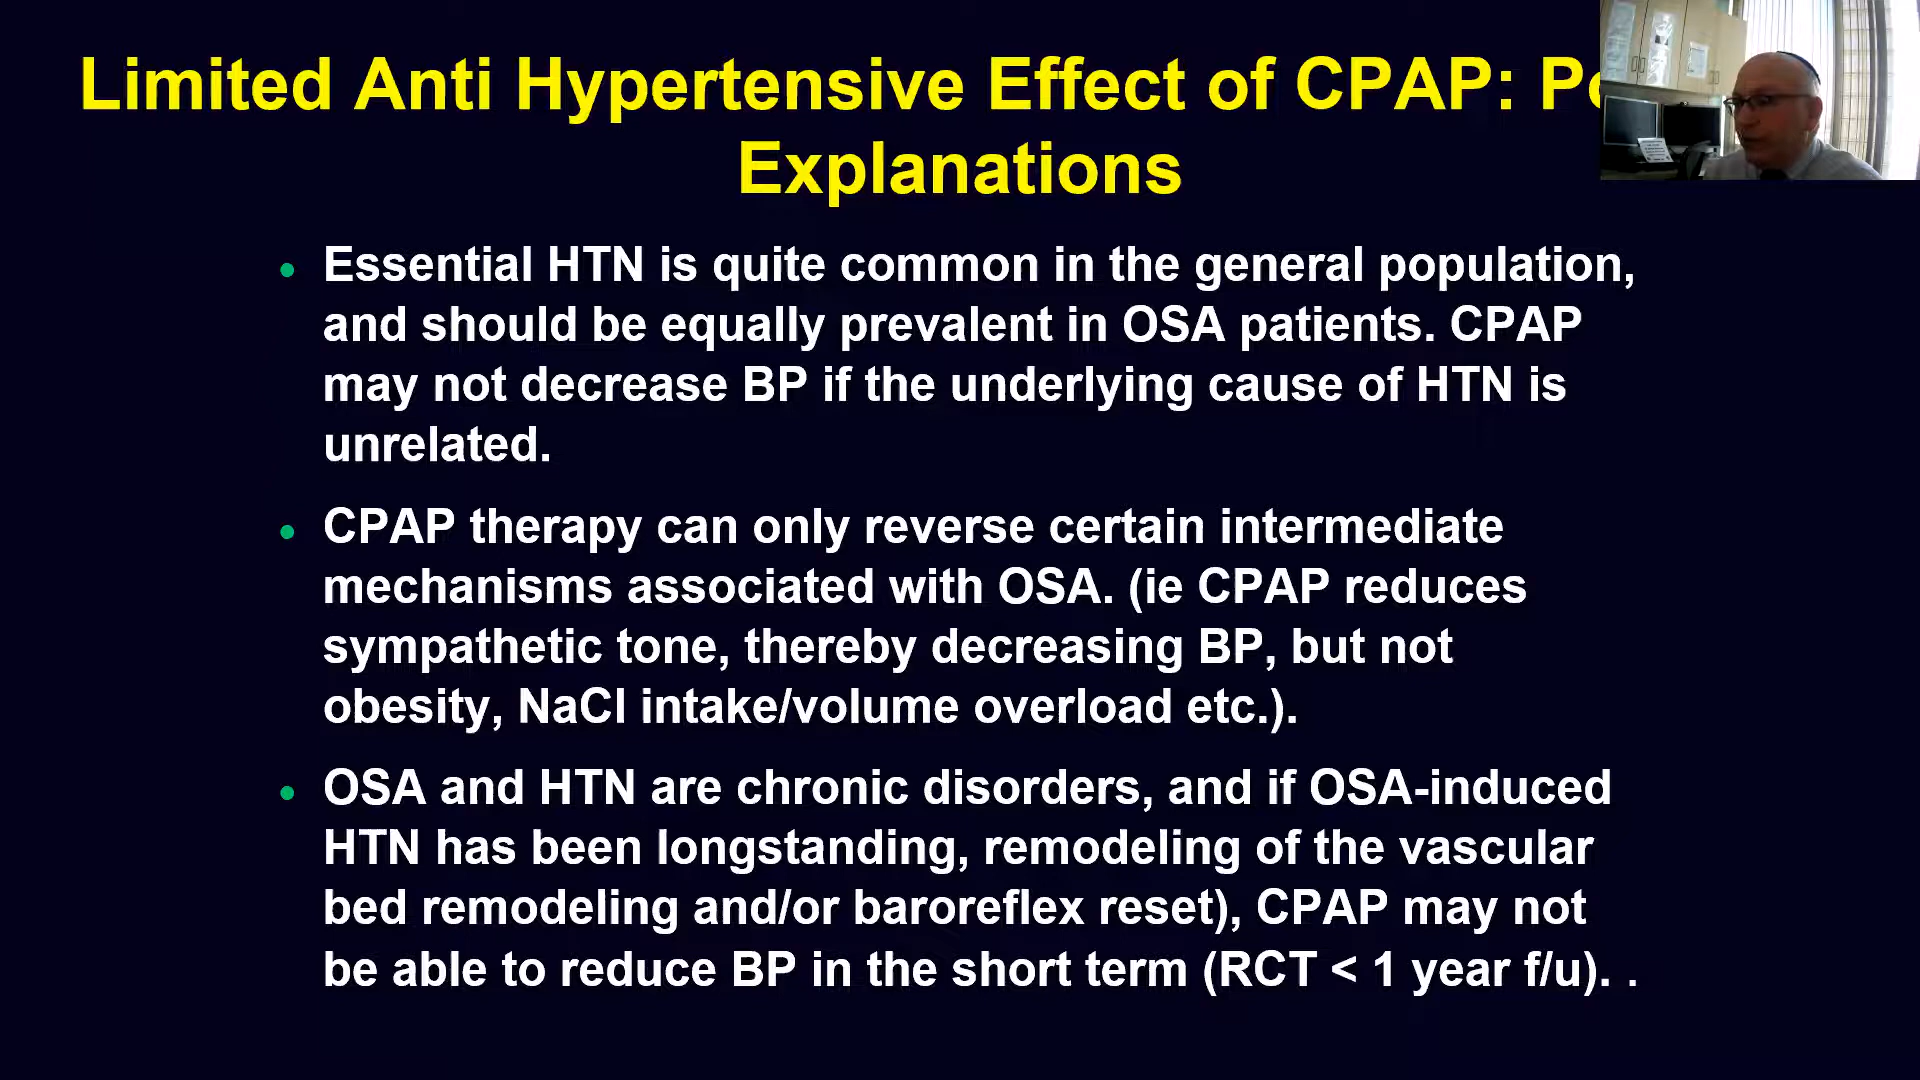 Limited Anti Hypertensive Effect of CPAP:
Explanations
Essential HTN is quite common in the general population,
and should be equally prevalent in OSA patients. CPAP
may not decrease BP if the underlying cause of HTN is
unrelated.
CPAP therapy can only reverse certain intermediate
mechanisms associated with OSA. (ie CPAP reduces
sympathetic tone, thereby decreasing BP, but not
obesity, NaCl intake/volume overload etc.).
OSA and HTN are chronic disorders, and if OSA-induced
HTN has been longstanding, remodeling of the vascular
bed remodeling and/or baroreflex reset), CPAP may not
be able to reduce BP in the short term (RCT < 1 year f/u). .